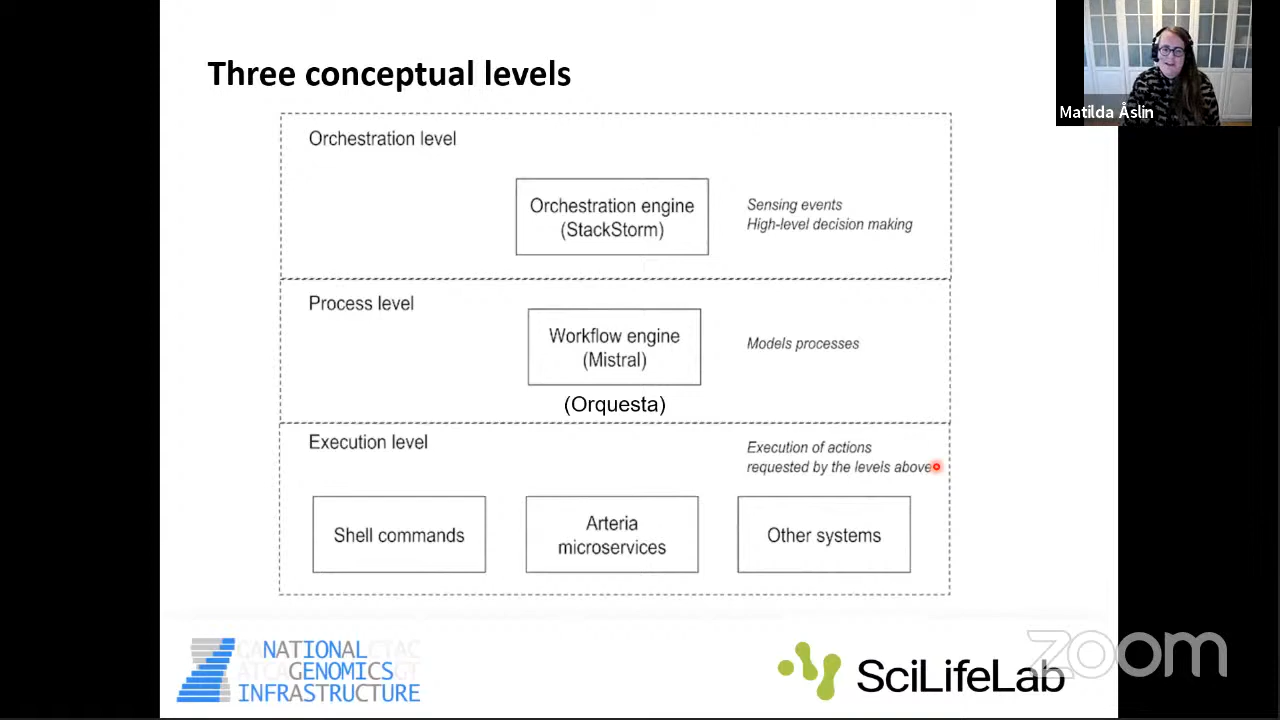 Three conceptual levels
Matilda Åslin
Orchestration level
Orchestration engine
(StackStorm)
Sensing events
High-level decision making
Process level
Workflow engine
(Mistral)
Models processes
(Orquesta)
Execution level
Execution of actions
requested by the levels above
Shell commands
Arteria
microservices
Other systems
NATIONAL
GENOMICS
INFRASTRUCTURE
SciLifeLab
zoom